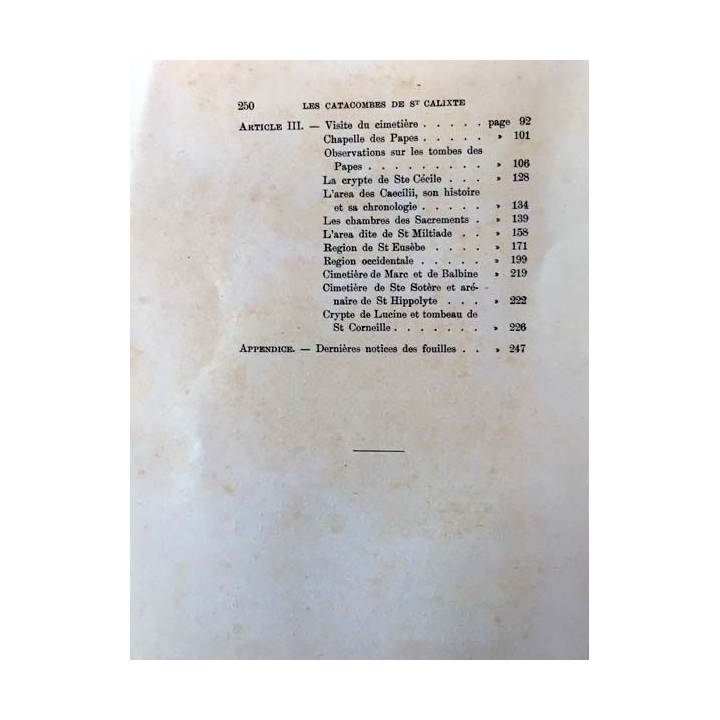 250 LES CATACOMBES DE ST CALIXTE
ARTICLE III. — Visite du cimetière . . . . . page 92
Chapelle des Papes . . . . . » 101
Observations sur les tombes des
Papes . . . . . . . . . » 106
La crypte de Ste Cécile . . . » 128
L'area des Caecilii, son histoire
et sa chronologie . . . . . » 134
Les chambres des Sacrements . » 139
L'area dite de St Miltiade . . » 158
Region de St Eusèbe . . . . » 171
Region occidentale . . . . . » 199
Cimetière de Marc et de Balbine » 219
Cimetière de Ste Sotère et aré-
naire de St Hippolyte . . . » 222
Crypte de Lucine et tombeau de
St Corneille . . . . . . . » 226
APPENDICE. — Dernières notices des fouilles . . » 247